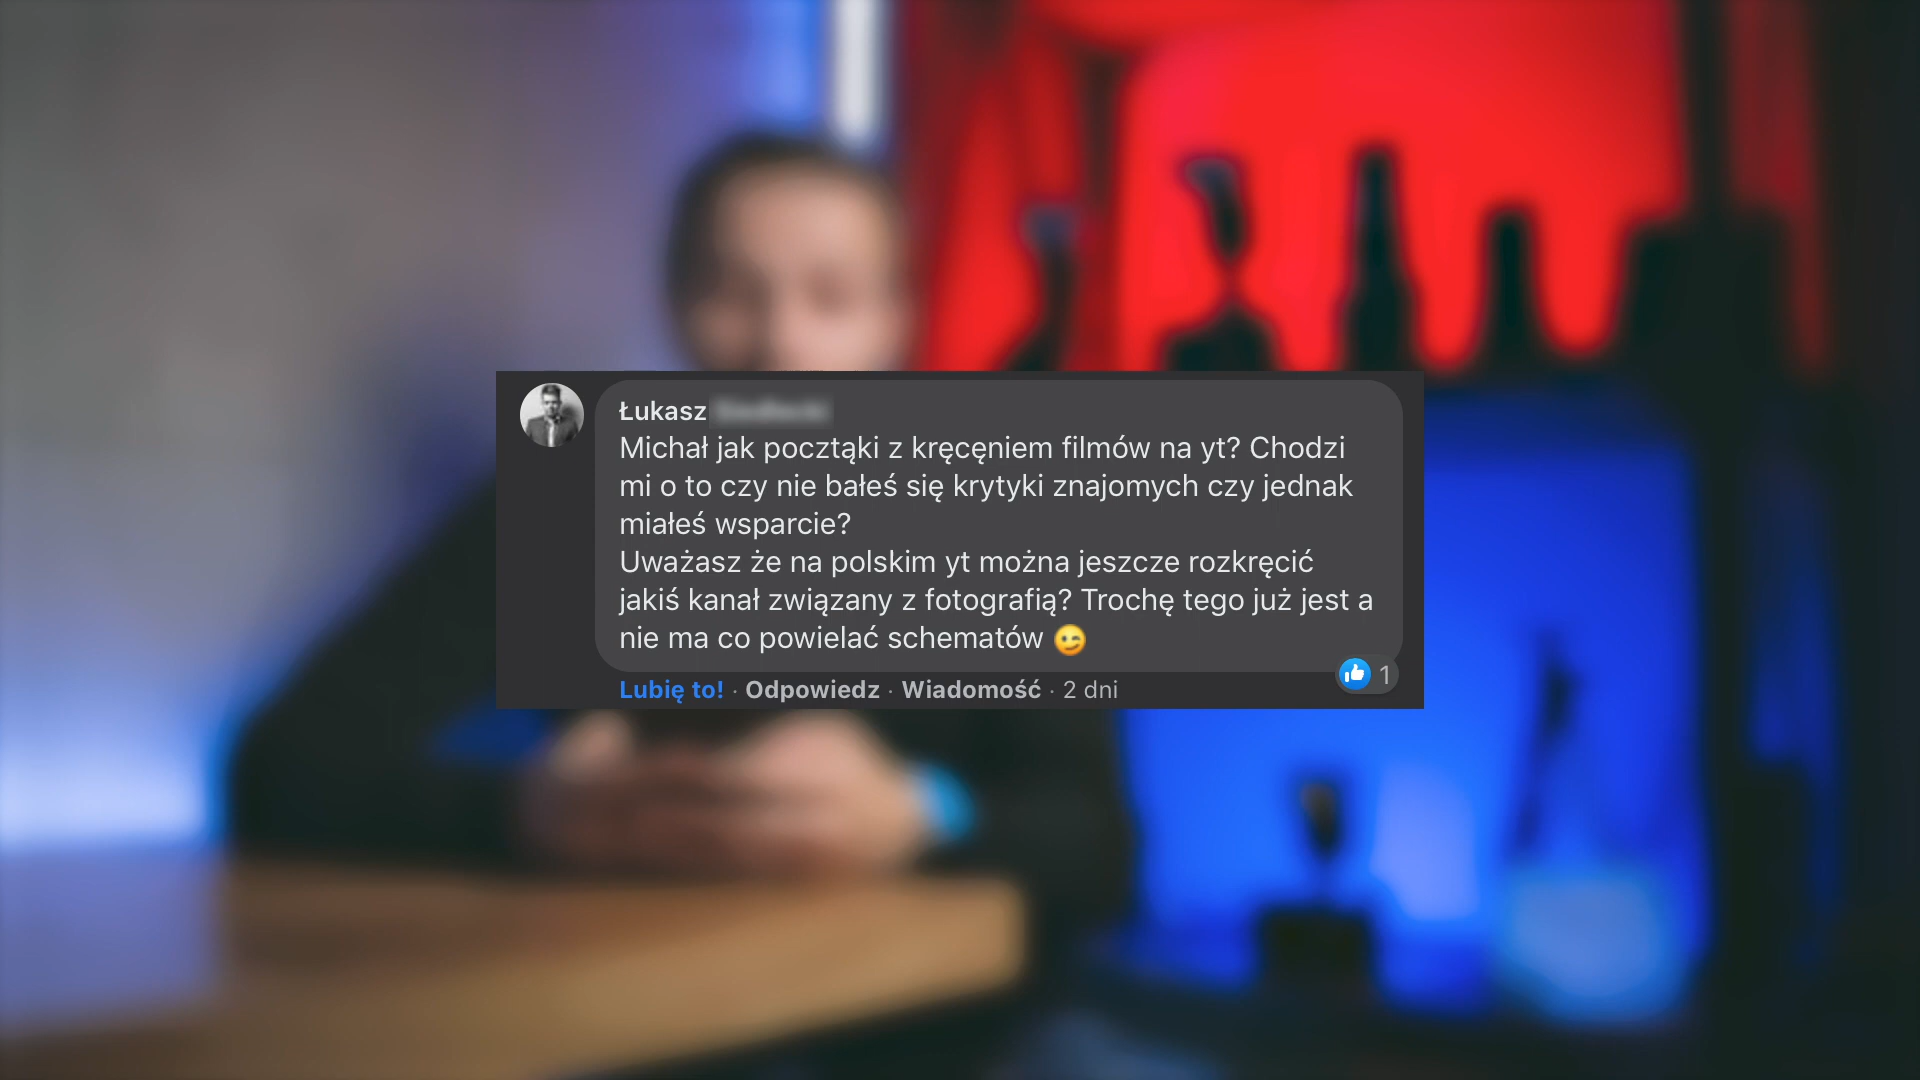 Łukasz
Michał jak pocztąki z kręcęniem filmów na yt? Chodzi
mi o to czy nie bałeś się krytyki znajomych czy jednak
miałeś wsparcie?
Uważasz że na polskim yt można jeszcze rozkręcić
jakiś kanał związany z fotografią? Trochę tego już jest a
nie ma co powielać schematów 😉
1
Lubię to! · Odpowiedz · Wiadomość · 2 dni